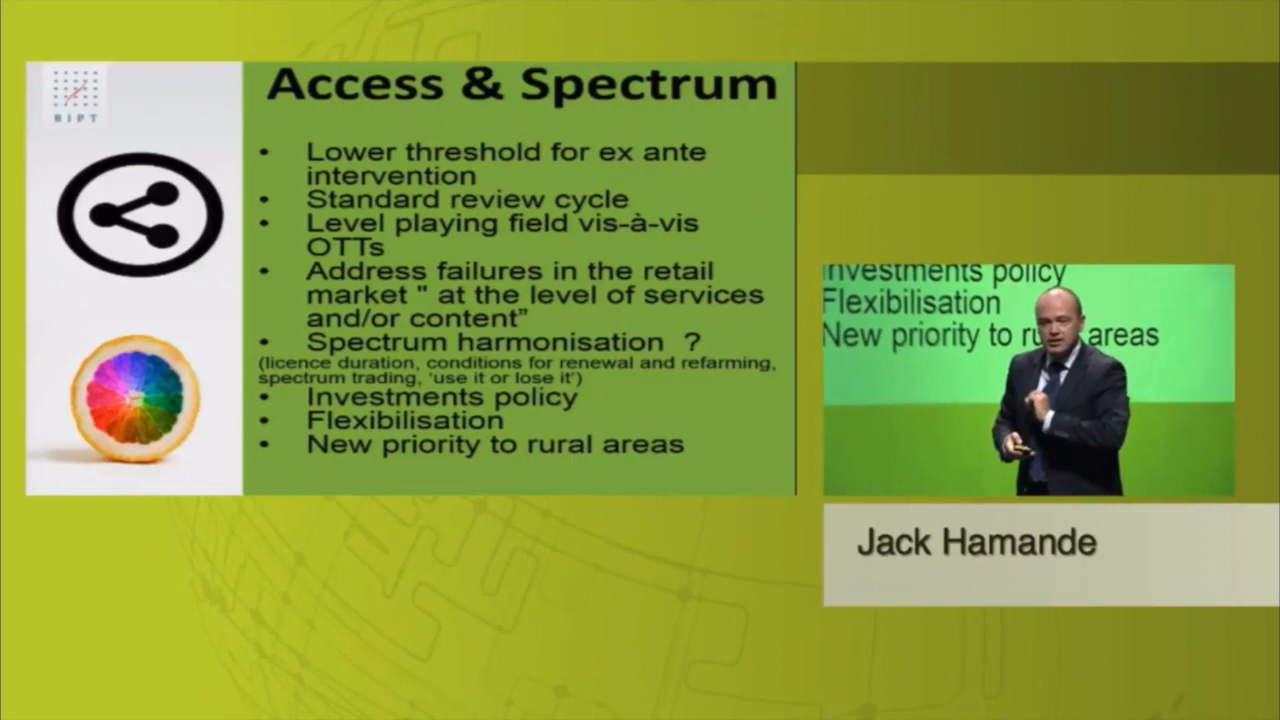 BIPT
Access & Spectrum
• Lower threshold for ex ante
intervention
• Standard review cycle
• Level playing field vis-à-vis
OTTs
• Address failures in the retail
market " at the level of services
and/or content”
• Spectrum harmonisation ?
(licence duration, conditions for renewal and refarming,
spectrum trading, ‘use it or lose it’)
• Investments policy
• Flexibilisation
• New priority to rural areas
Investments policy
Flexibilisation
New priority to areas
Jack Hamande